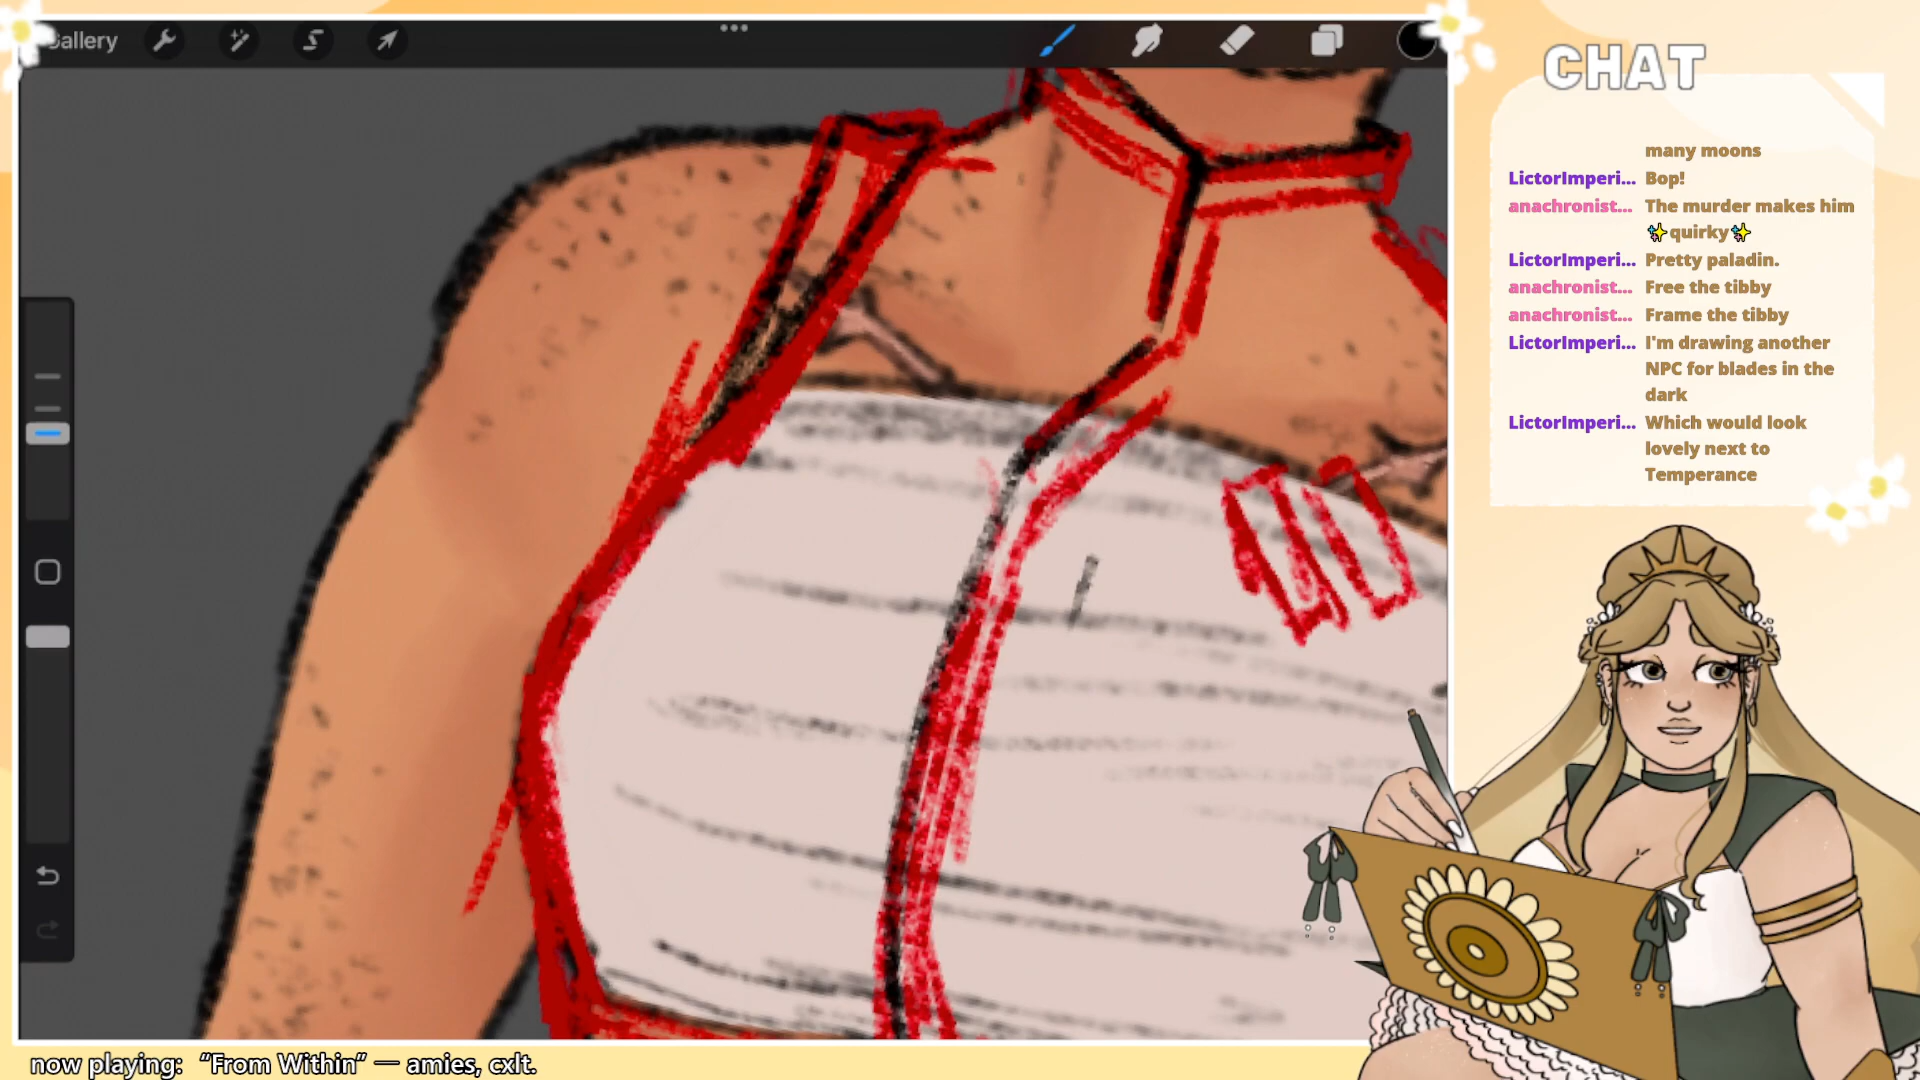 Gallery
CHAT
many moons
LictorImperi... Bop!
anachronist... The murder makes him
✨quirky✨
LictorImperi... Pretty paladin.
anachronist... Free the tibby
anachronist... Frame the tibby
LictorImperi... I'm drawing another
NPC for blades in the
dark
LictorImperi... Which would look
lovely next to
Temperance
now playing: “From Within” — amies, cxlt.